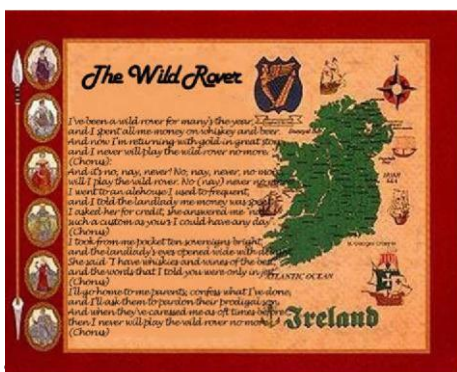 The Wild Rover
I've been a wild rover for many's the year,
and I spent all me money on whiskey and beer.
And now I'm returning with gold in great
and I never will play the wild rover no more.
(Chorus):
And it's no, nay, never! No, nay, never, no more
will I play the wild rover. No (nay) never no
I went to an alehouse I used to frequent,
and I told the landlady me money was
I asked her for credit, she answered me
such a custom as yours I could have any day
(Chorus)
I took from me pocket ten sovereigns bright,
and the landlady's eyes opened wide with
She said "I have whiskies and wines of the best,
and the words that I told you were only in
(Chorus)
I'll go home to me parents, confess what I've done,
and I'll ask them to pardon their prodigal son.
And when they've caressed me as oft times before
then I never will play the wild rover no more
(Chorus)
N
IRISH
SEA
St. Georges Channel
ATLANTIC OCEAN
Ireland